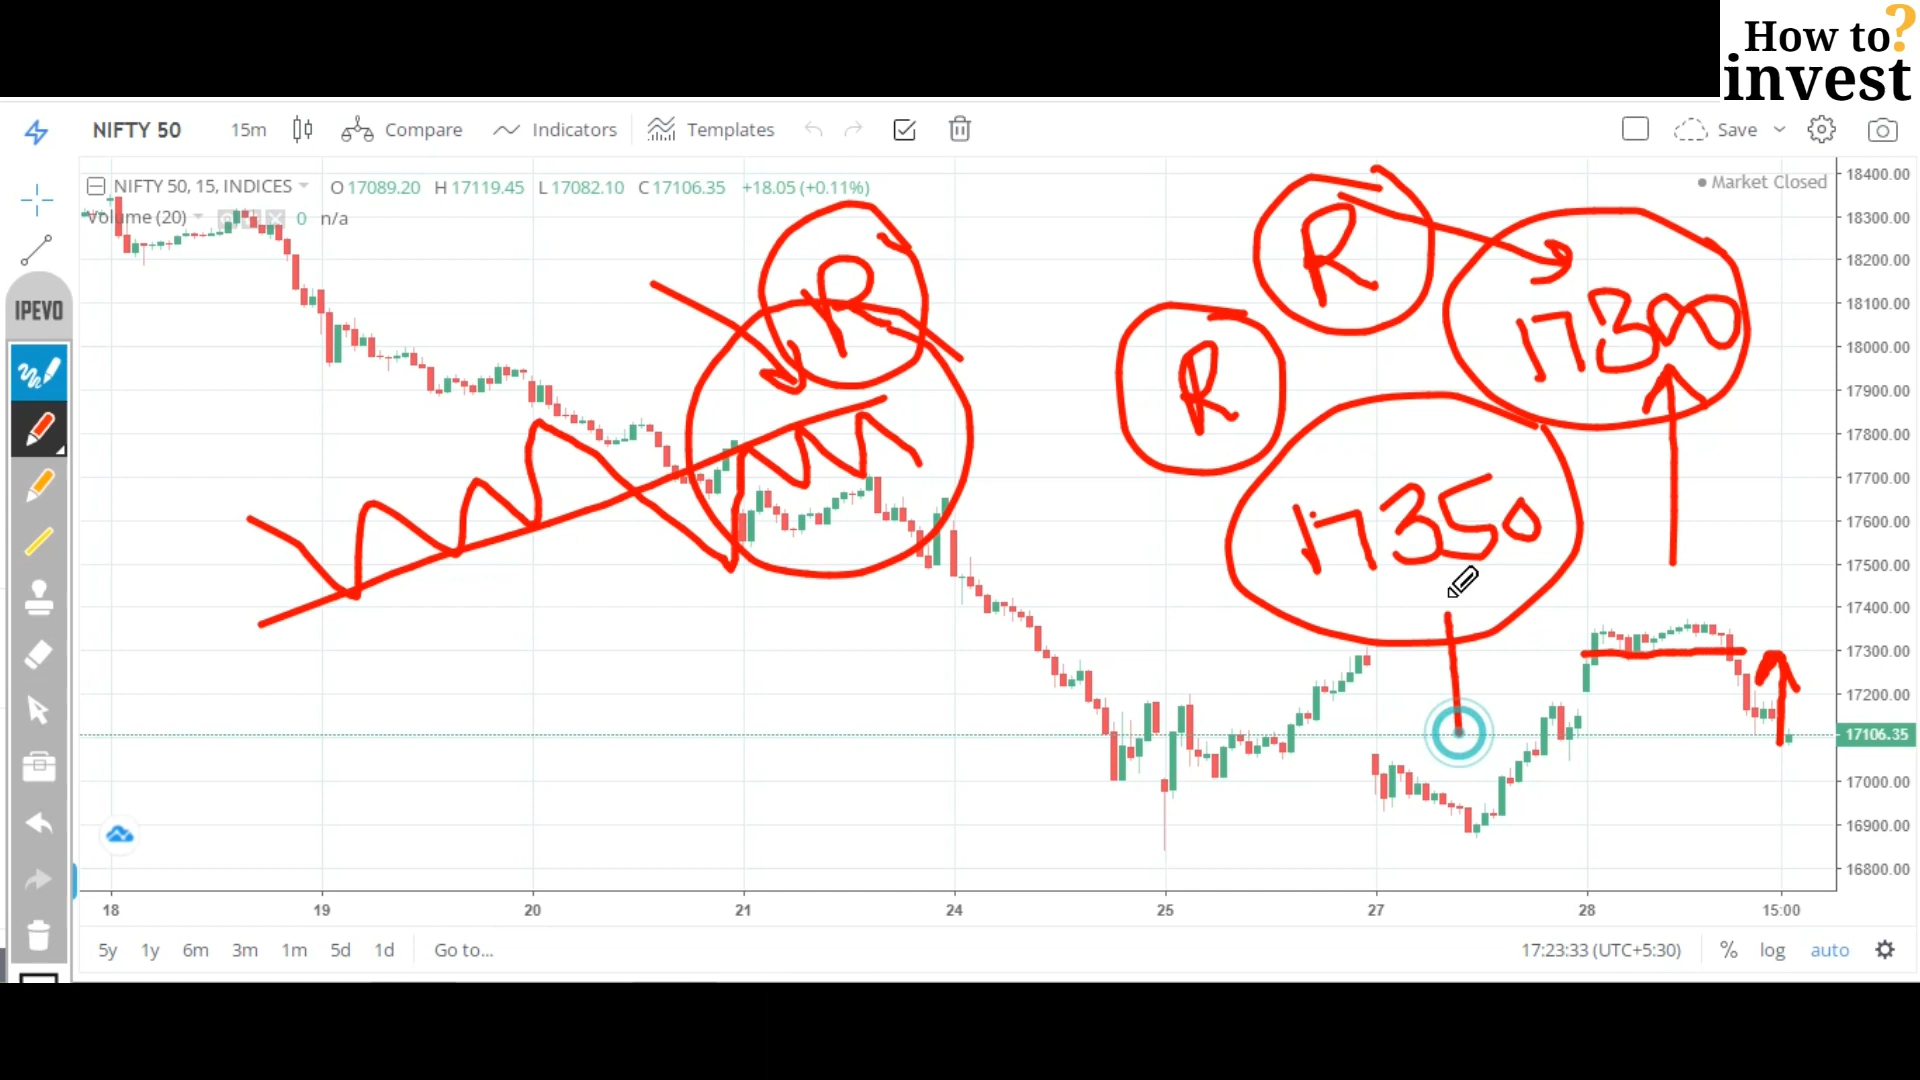 How to?
invest
NIFTY 50 15m Compare Indicators Templates Save
NIFTY 50, 15, INDICES O 17089.20 H 17119.45 L 17082.10 C 17106.35 +18.05 (+0.11%)
Market Closed
Volume (20) 0 n/a
IPEVO
R
R
R
17300
17350
18400.00
18300.00
18200.00
18100.00
18000.00
17900.00
17800.00
17700.00
17600.00
17500.00
17400.00
17300.00
17200.00
17106.35
17000.00
16900.00
16800.00
18 19 20 21 24 25 27 28 15:00
5y 1y 6m 3m 1m 5d 1d Go to... 17:23:33 (UTC+5:30) % log auto